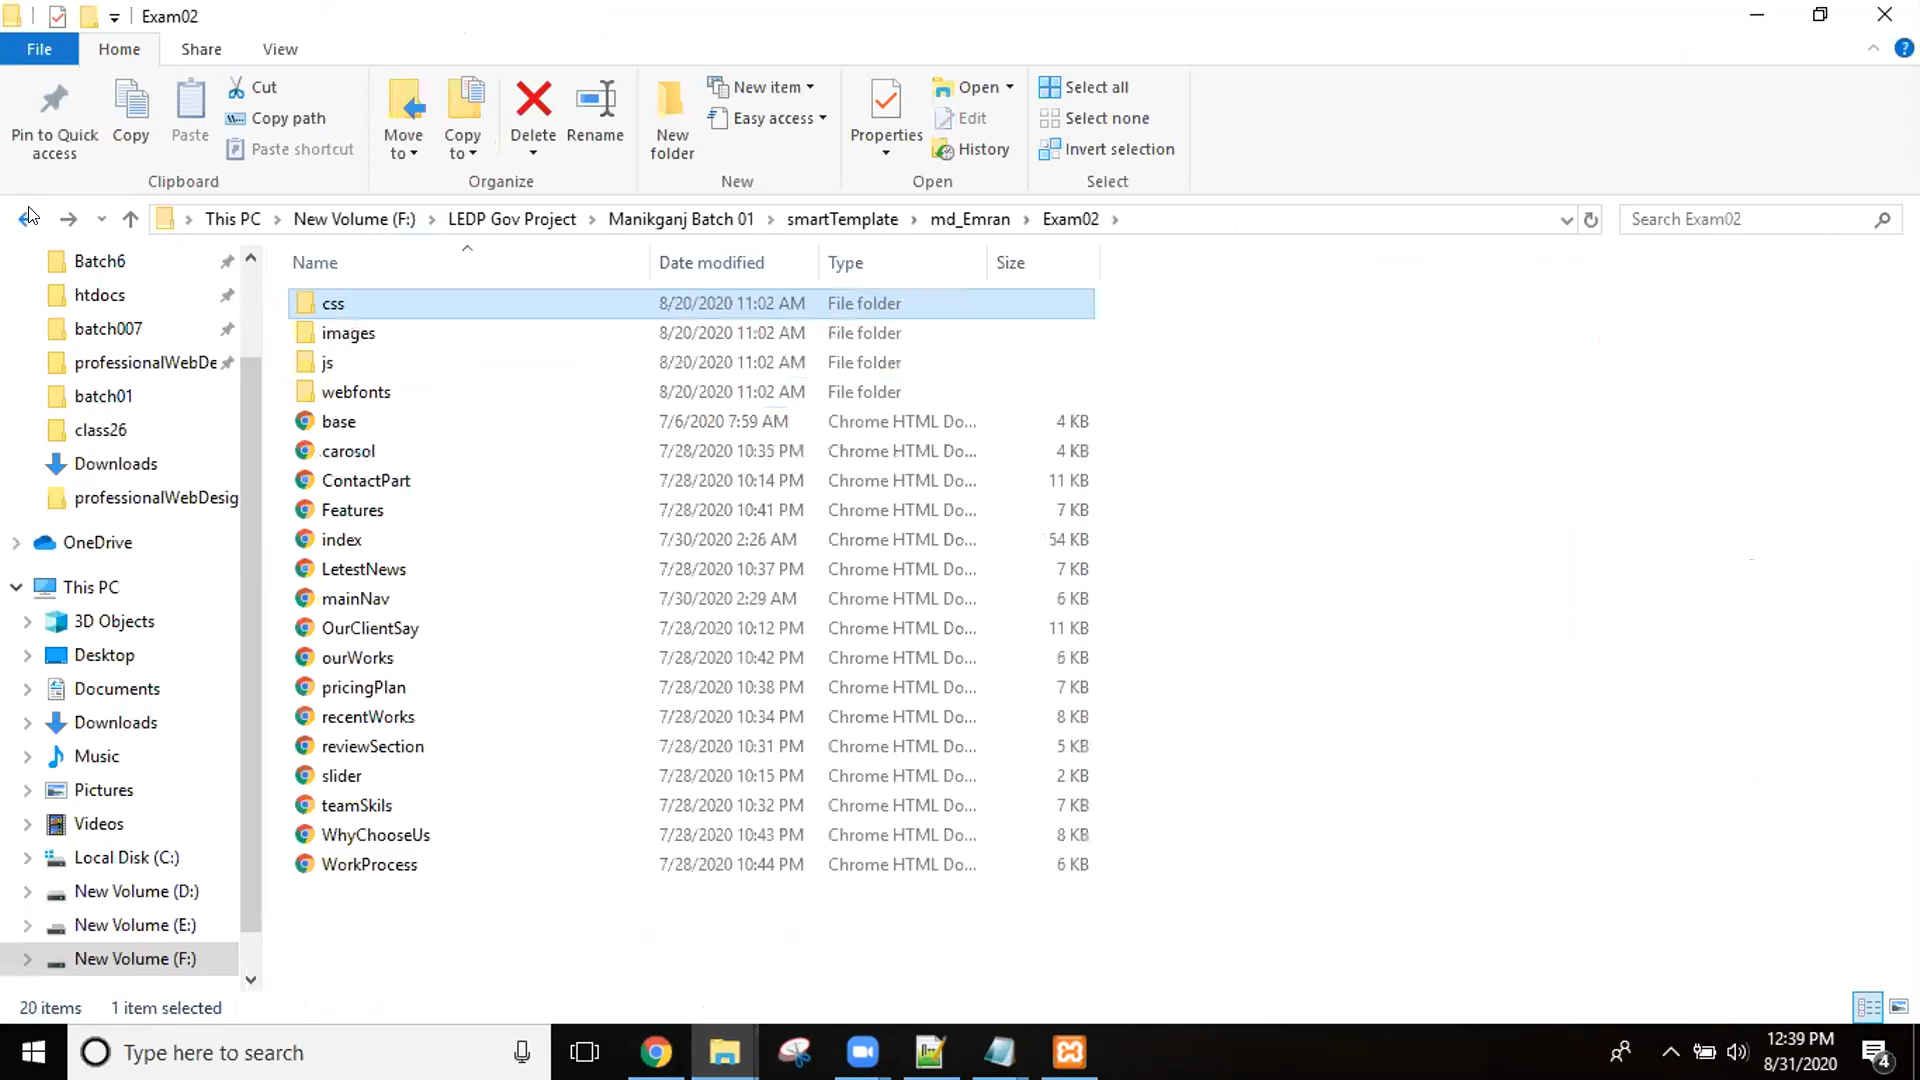 Exam02
File Home Share View
Pin to Quick access
Copy
Paste
Cut
Copy path
Paste shortcut
Clipboard
Move to
Copy to
Delete
Rename
Organize
New folder
New item
Easy access
New
Properties
Open
Edit
History
Open
Select all
Select none
Invert selection
Select
This PC New Volume (F:) LEDP Gov Project Manikganj Batch 01 smartTemplate md_Emran Exam02
Search Exam02
Batch6
htdocs
batch007
professionalWebDe
batch01
class26
Downloads
professionalWebDesig
OneDrive
This PC
3D Objects
Desktop
Documents
Downloads
Music
Pictures
Videos
Local Disk (C:)
New Volume (D:)
New Volume (E:)
New Volume (F:)
Name Date modified Type Size
css 8/20/2020 11:02 AM File folder
images 8/20/2020 11:02 AM File folder
js 8/20/2020 11:02 AM File folder
webfonts 8/20/2020 11:02 AM File folder
base 7/6/2020 7:59 AM Chrome HTML Do... 4 KB
carosol 7/28/2020 10:35 PM Chrome HTML Do... 4 KB
ContactPart 7/28/2020 10:14 PM Chrome HTML Do... 11 KB
Features 7/28/2020 10:41 PM Chrome HTML Do... 7 KB
index 7/30/2020 2:26 AM Chrome HTML Do... 54 KB
LetestNews 7/28/2020 10:37 PM Chrome HTML Do... 7 KB
mainNav 7/30/2020 2:29 AM Chrome HTML Do... 6 KB
OurClientSay 7/28/2020 10:12 PM Chrome HTML Do... 11 KB
ourWorks 7/28/2020 10:42 PM Chrome HTML Do... 6 KB
pricingPlan 7/28/2020 10:38 PM Chrome HTML Do... 7 KB
recentWorks 7/28/2020 10:34 PM Chrome HTML Do... 8 KB
reviewSection 7/28/2020 10:31 PM Chrome HTML Do... 5 KB
slider 7/28/2020 10:15 PM Chrome HTML Do... 2 KB
teamSkils 7/28/2020 10:32 PM Chrome HTML Do... 7 KB
WhyChooseUs 7/28/2020 10:43 PM Chrome HTML Do... 8 KB
WorkProcess 7/28/2020 10:44 PM Chrome HTML Do... 6 KB
20 items 1 item selected
Type here to search
12:39 PM
8/31/2020
4